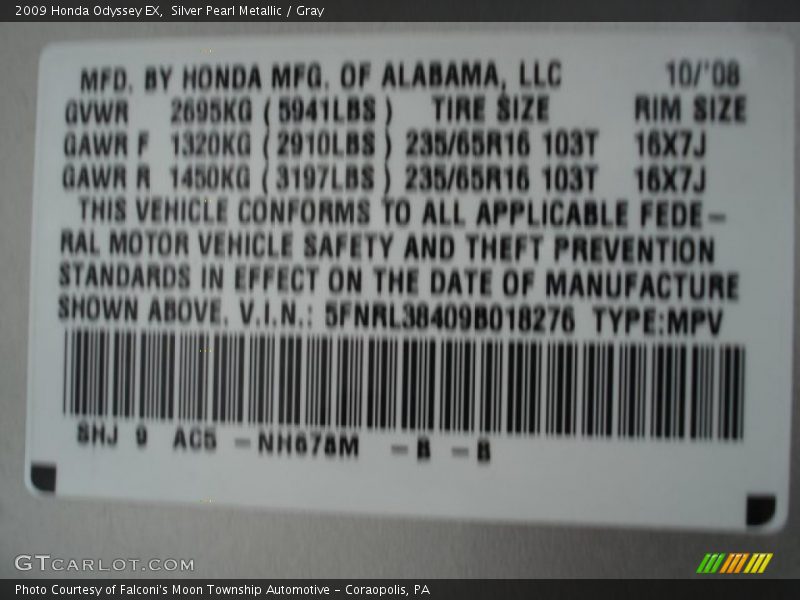 2009 Honda Odyssey EX,  Silver Pearl Metallic / Gray
MFD. BY HONDA MFG. OF ALABAMA, LLC 10/'08
GVWR 2695KG (5941LBS) TIRE SIZE RIM SIZE
GAWR F 1320KG (2910LBS) 235/65R16 103T 16X7J
GAWR R 1450KG (3197LBS) 235/65R16 103T 16X7J
THIS VEHICLE CONFORMS TO ALL APPLICABLE FEDE-
RAL MOTOR VEHICLE SAFETY AND THEFT PREVENTION
STANDARDS IN EFFECT ON THE DATE OF MANUFACTURE
SHOWN ABOVE. V.I.N.: 5FNRL38409B018276 TYPE:MPV
SHJ 9 AC5 -NH678M -B -B
GTCARLOT.COM
Photo Courtesy of Falconi's Moon Township Automotive - Coraopolis, PA